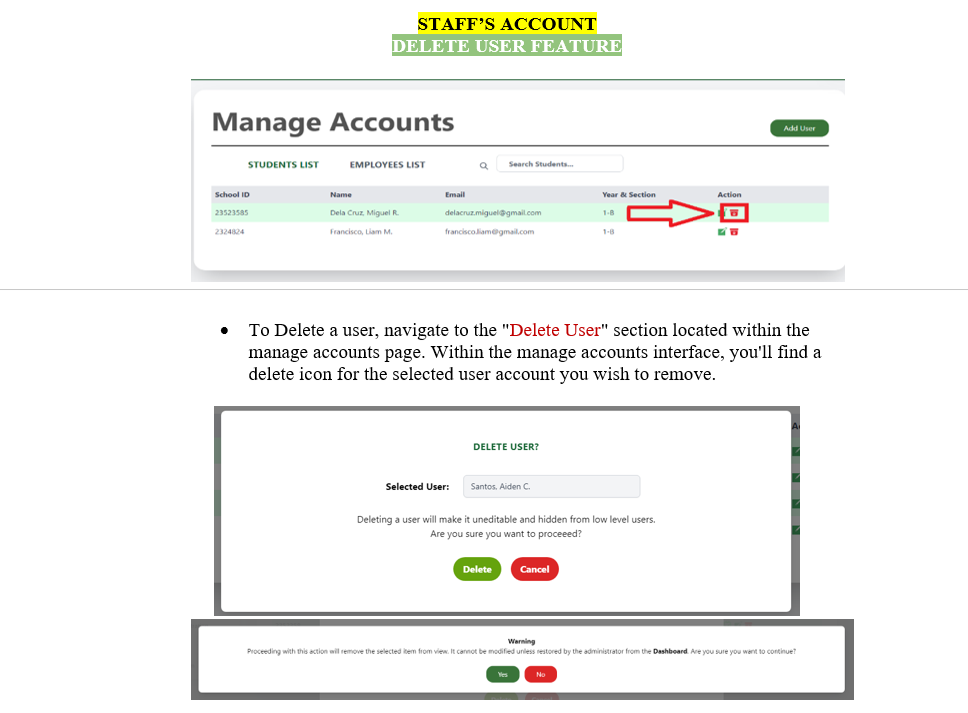 STAFF’S ACCOUNT
DELETE USER FEATURE
Manage Accounts
Add User
STUDENTS LIST EMPLOYEES LIST Search Students...
School ID Name Email Year & Section Action
23523585 Dela Cruz, Miguel R. delacruz.miguel@gmail.com 1-B
2324824 Francisco, Liam M. francisco.liam@gmail.com 1-B
• To Delete a user, navigate to the "Delete User" section located within the
manage accounts page. Within the manage accounts interface, you'll find a
delete icon for the selected user account you wish to remove.
DELETE USER?
Selected User: Santos, Aiden C.
Deleting a user will make it uneditable and hidden from low level users.
Are you sure you want to proceeed?
Delete Cancel
Warning
Proceeding with this action will remove the selected item from view. It cannot be modified unless restored by the administrator from the Dashboard. Are you sure you want to continue?
Yes No